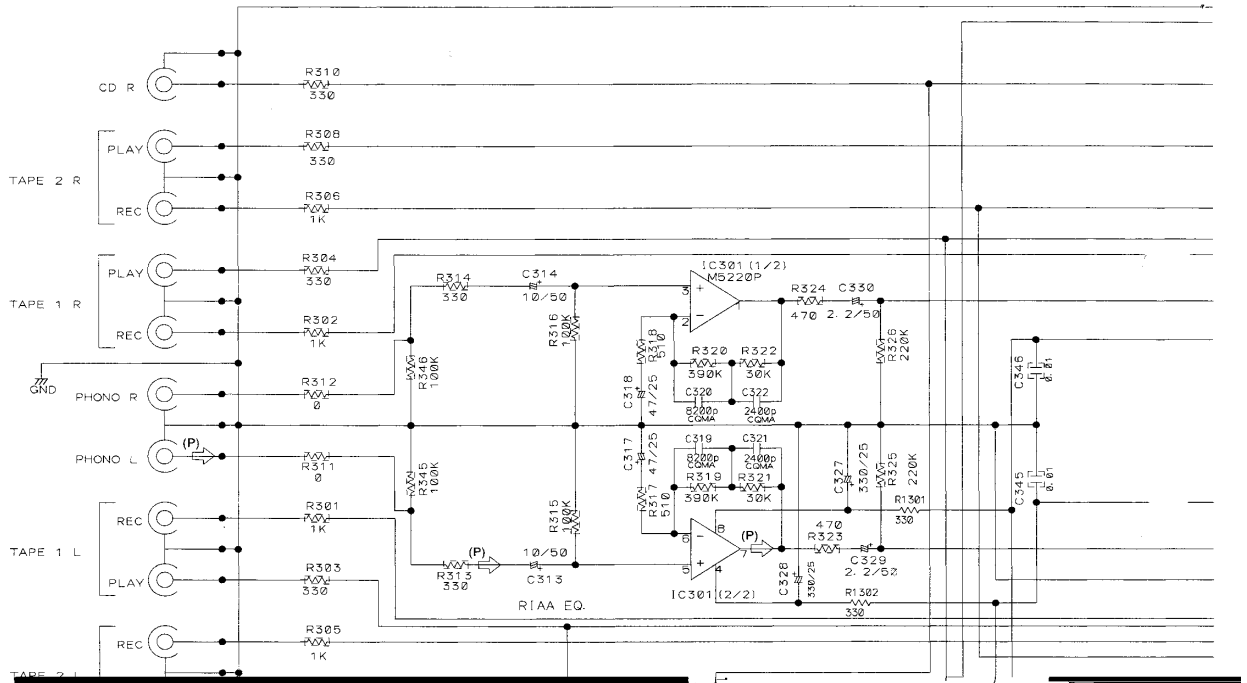 CD R
R310
330
PLAY
R308
330
TAPE 2 R
REC
R306
1K
PLAY
R304
330
TAPE 1 R
REC
R302
1K
GND
PHONO R
R312
0
PHONO L
(P)
R311
0
REC
R301
1K
TAPE 1 L
PLAY
R303
330
REC
R305
1K
TAPE 2 L
R314
330
C314
10/50
R316
100K
R346
100K
R345
100K
R315
100K
R313
330
(P)
10/50
C313
RIAA EQ.
IC301 (1/2)
M5220P
3
+
-
2
1
R324
470
C330
2.2/50
R318
510
R320
390K
R322
30K
R326
220K
C318
47/25
C320
8200p
CQMA
C322
2400p
CQMA
C346
0.01
C317
47/25
C319
8200p
CQMA
C321
2400p
CQMA
R319
390K
R321
30K
R317
510
C327
330/25
R325
220K
C345
0.01
R1301
330
6
-
8
5
+
4
7
(P)
470
R323
C329
2.2/50
C328
330/25
R1302
330
IC301 (2/2)